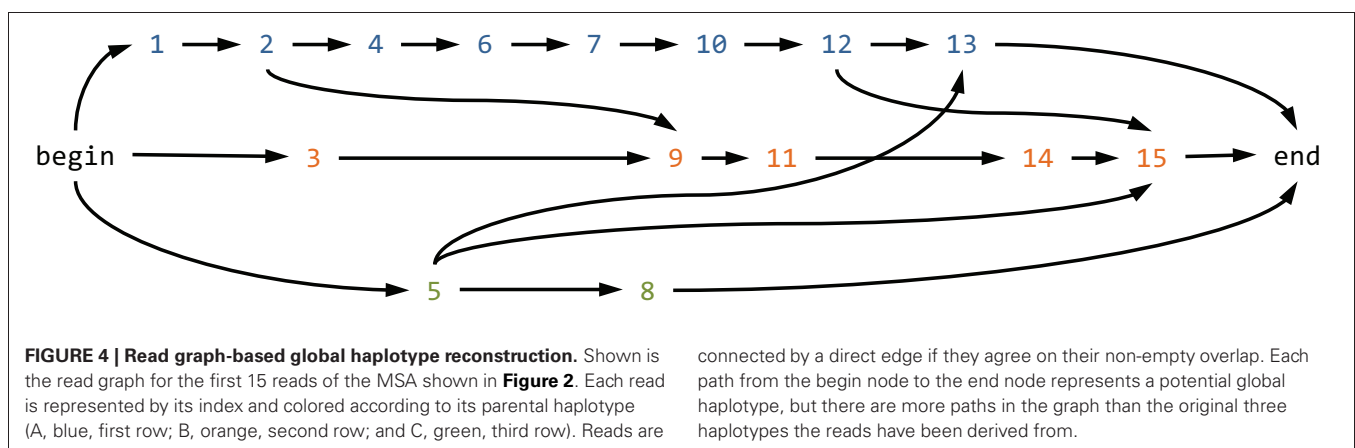 1 2 4 6 7 10 12 13
begin 3 9 11 14 15 end
5 8
FIGURE 4 | Read graph-based global haplotype reconstruction. Shown is
the read graph for the first 15 reads of the MSA shown in Figure 2. Each read
is represented by its index and colored according to its parental haplotype
(A, blue, first row; B, orange, second row; and C, green, third row). Reads are
connected by a direct edge if they agree on their non-empty overlap. Each
path from the begin node to the end node represents a potential global
haplotype, but there are more paths in the graph than the original three
haplotypes the reads have been derived from.